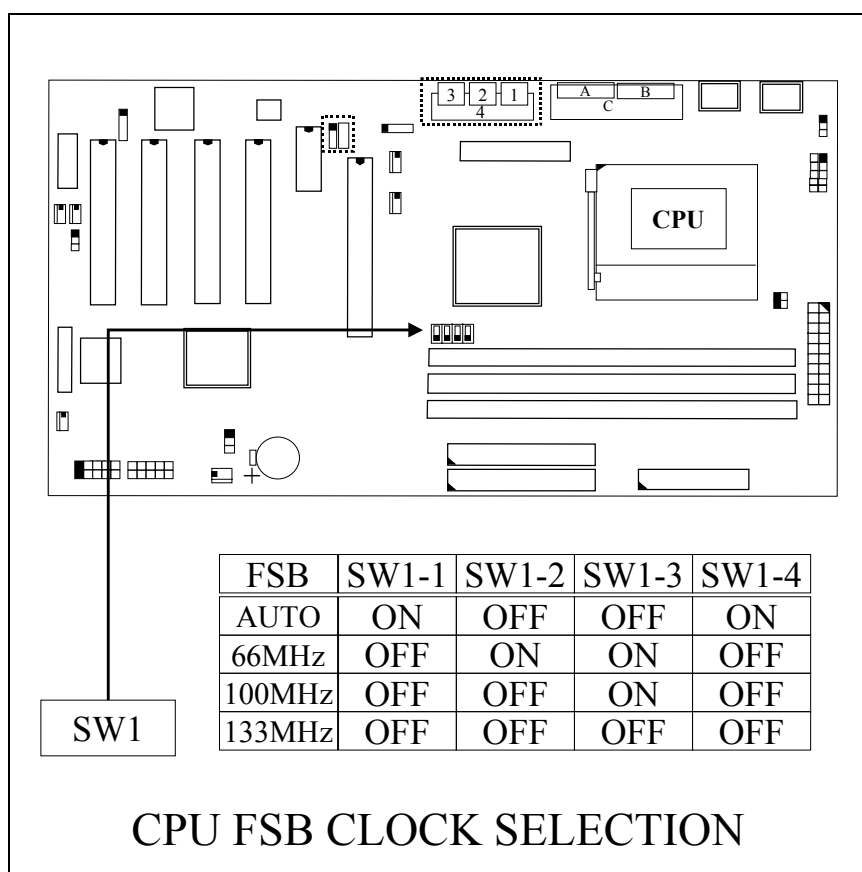 3 2 1
4
A B
C
CPU
FSB SW1-1 SW1-2 SW1-3 SW1-4
AUTO ON OFF OFF ON
66MHz OFF ON ON OFF
100MHz OFF OFF ON OFF
133MHz OFF OFF OFF OFF
SW1
CPU FSB CLOCK SELECTION